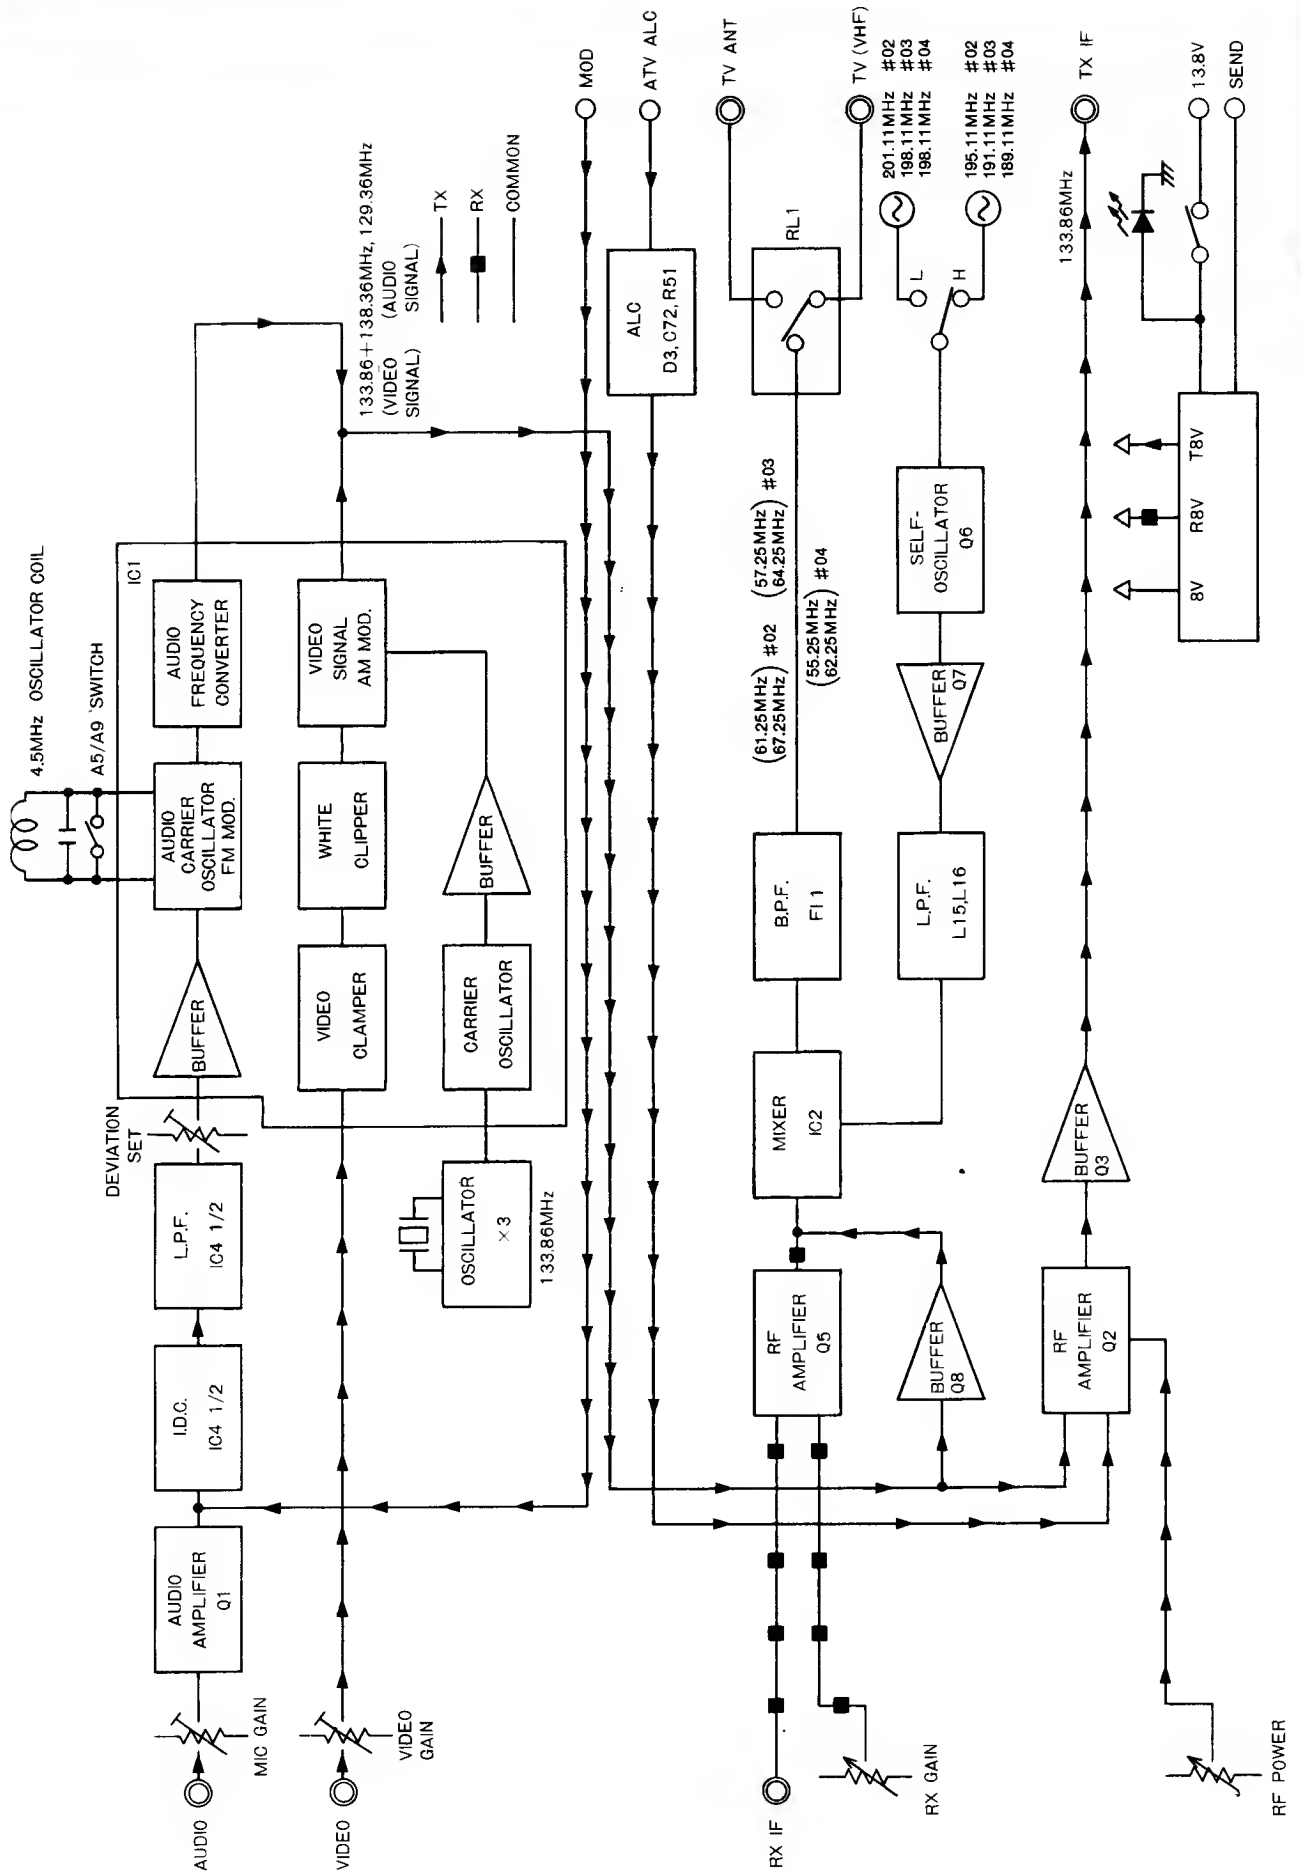 AUDIO
MIC GAIN
AUDIO
AMPLIFIER
Q1
I.D.C.
IC4 1/2
L.P.F.
IC4 1/2
DEVIATION
SET
BUFFER
4.5MHz OSCILLATOR COIL
A5/A9 SWITCH
AUDIO
CARRIER
OSCILLATOR
FM MOD.
AUDIO
FREQUENCY
CONVERTER
IC1
VIDEO
VIDEO
GAIN
VIDEO
CLAMPER
WHITE
CLIPPER
VIDEO
SIGNAL
AM MOD.
OSCILLATOR
×3
133.86MHz
CARRIER
OSCILLATOR
BUFFER
133.86+138.36MHz, 129.36MHz
(VIDEO (AUDIO
SIGNAL) SIGNAL)
TX
RX
COMMON
MOD
ATV ALC
ALC
D3, C72, R51
TV ANT
RL1
TV (VHF)
RX IF
RX GAIN
RF
AMPLIFIER
Q5
MIXER
IC2
B.P.F.
FI1
(61.25MHz) #02
(67.25MHz)
(57.25MHz) #03
(64.25MHz)
(55.25MHz) #04
(62.25MHz)
BUFFER
Q8
L.P.F.
L15,L16
BUFFER
Q7
SELF-
OSCILLATOR
Q6
L
H
201.11MHz #02
198.11MHz #03
198.11MHz #04
195.11MHz #02
191.11MHz #03
189.11MHz #04
RF POWER
RF
AMPLIFIER
Q2
BUFFER
Q3
133.86MHz
TX IF
8V
R8V
T8V
13.8V
SEND